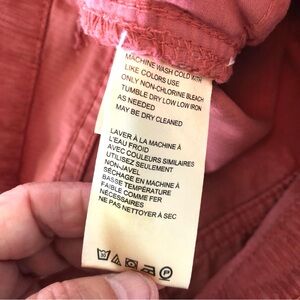 MACHINE WASH COLD WITH
LIKE COLORS USE
ONLY NON-CHLORINE BLEACH
TUMBLE DRY LOW LOW IRON
AS NEEDED
MAY BE DRY CLEANED
LAVER À LA MACHINE À
L'EAU FROID
AVEC COULEURS SIMILAIRES
UTILISEZ SEULEMENT
NON-JAVEL
SÉCHAGE EN MACHINE À
BASSE TEMPÉRATURE
FAIBLE COMME FER
NÉCESSAIRES
NE PAS NETTOYER À SEC
P